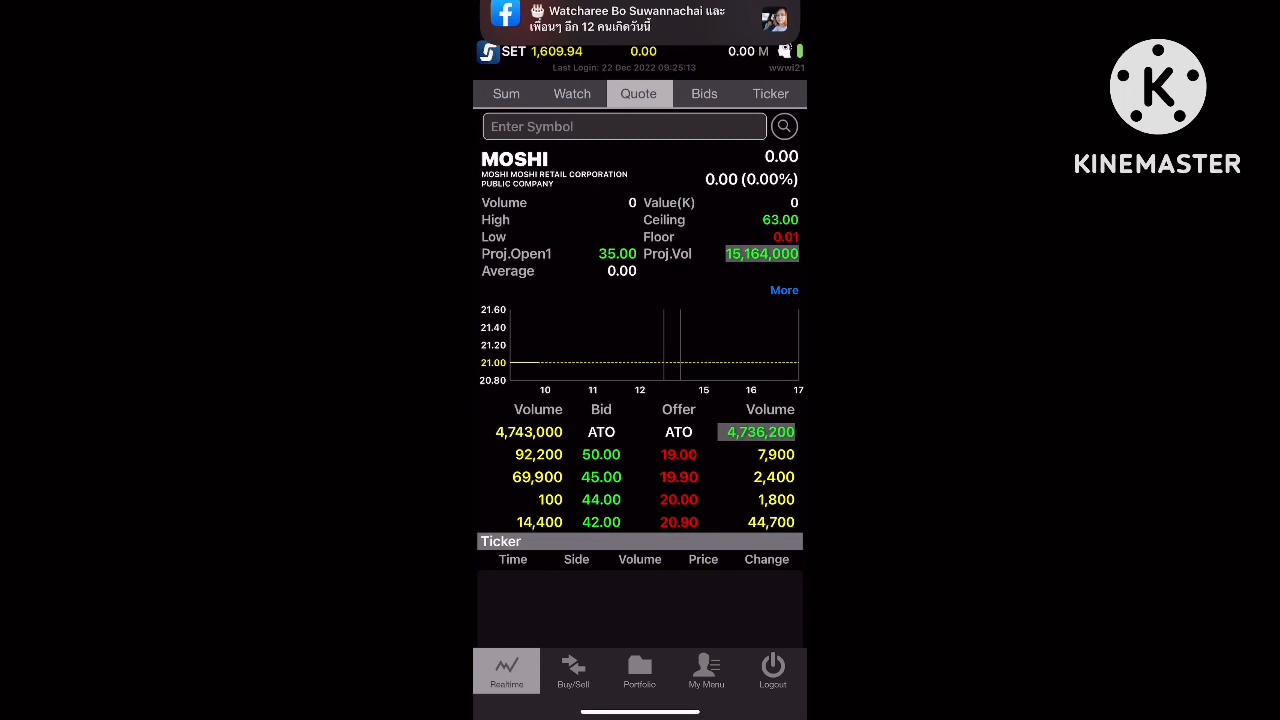 Watcharee Bo Suwannachai และ
เพื่อนๆ อีก 12 คนเกิดวันนี้
SET 1,609.94 0.00 0.00 M
Last Login: 22 Dec 2022 09:25:13 wwwi21
Sum Watch Quote Bids Ticker
Enter Symbol
MOSHI 0.00
MOSHI MOSHI RETAIL CORPORATION
PUBLIC COMPANY
0.00 (0.00%)
Volume 0 Value(K) 0
High Ceiling 63.00
Low Floor 0.01
Proj.Open1 35.00 Proj.Vol 15,164,000
Average 0.00
More
21.60
21.40
21.20
21.00
20.80
10 11 12 15 16 17
Volume Bid Offer Volume
4,743,000 ATO ATO 4,736,200
92,200 50.00 19.00 7,900
69,900 45.00 19.90 2,400
100 44.00 20.00 1,800
14,400 42.00 20.90 44,700
Ticker
Time Side Volume Price Change
Realtime Buy/Sell Portfolio My Menu Logout
K
KINEMASTER